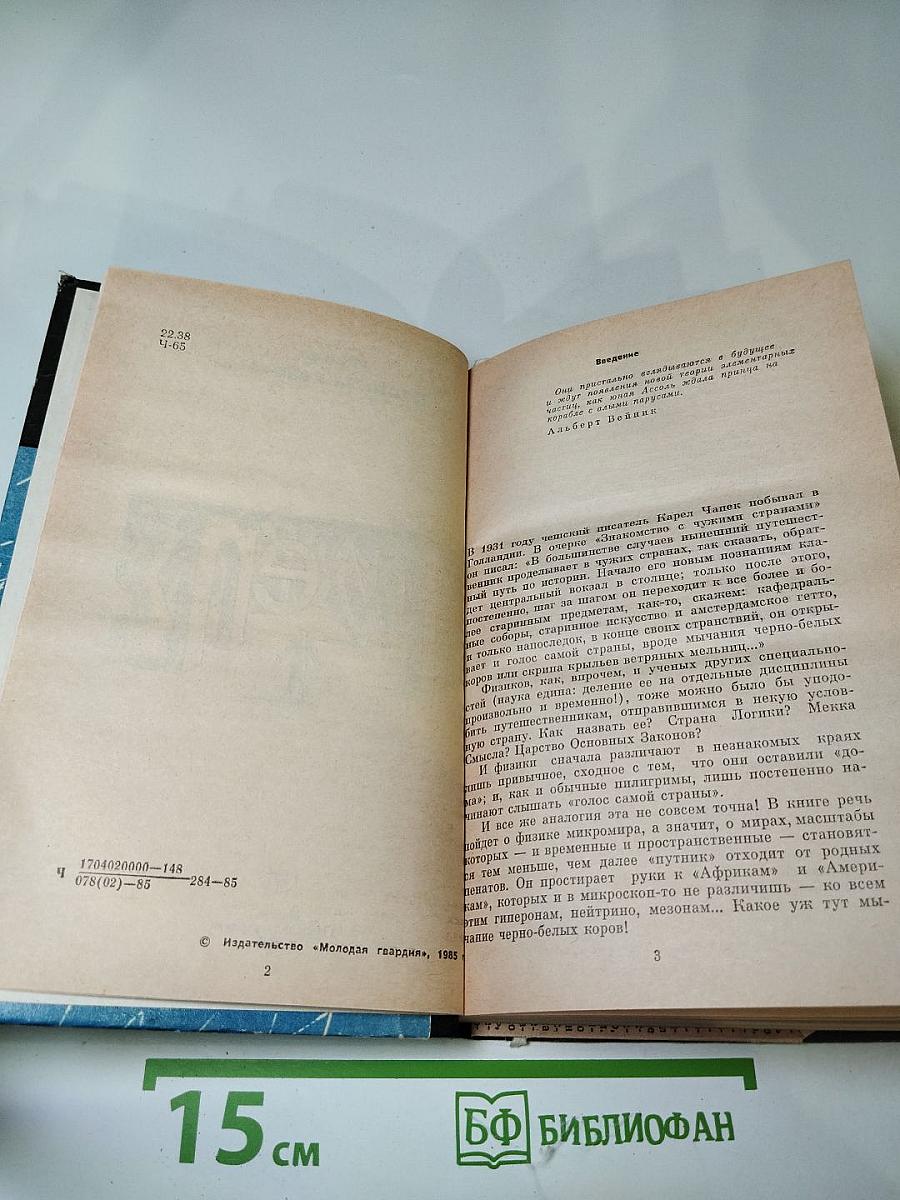 22.38
Ч-65
Ч 1704020000—148
078(02)—85
284—85
© Издательство «Молодая гвардия», 1985 г
2
Введение
Они пристально вглядываются в будущее
и ждут появления новой теории элементарных
частиц, как юная Ассоль ждала принца на
корабле с алыми парусами.
Альберт Вейник
В 1931 году чешский писатель Карел Чапек побывал в
Голландии. В очерке «Знакомство с чужими странами»
он писал: «В большинстве случаев нынешний путешест-
венник проделывает в чужих странах, так сказать, обрат-
ный путь по истории. Начало его новым познаниям кла-
дет центральный вокзал в столице; только после этого,
постепенно, шаг за шагом он переходит к все более и бо-
лее старинным предметам, как-то, скажем: кафедраль-
ные соборы, старинное искусство и амстердамское гетто,
и только напоследок, в конце своих странствий, он откры-
вает и голос самой страны, вроде мычания черно-белых
коров или скрипа крыльев ветряных мельниц...»
Физиков, как, впрочем, и ученых других специально-
стей (наука едина: деление ее на отдельные дисциплины
произвольно и временно!), тоже можно было бы уподо-
бить путешественникам, отправившимся в некую услов-
ную страну. Как назвать ее? Страна Логики? Мекка
Смысла? Царство Основных Законов?
И физики сначала различают в незнакомых краях
лишь привычное, сходное с тем, что они оставили «до-
ма»; и, как и обычные пилигримы, лишь постепенно на-
чинают слышать «голос самой страны».
И все же аналогия эта не совсем точна! В книге речь
пойдет о физике микромира, а значит, о мирах, масштабы
которых — и временные и пространственные — становят-
ся тем меньше, чем далее «путник» отходит от родных
пенатов. Он простирает руки к «Африкам» и «Амери-
кам», которых и в микроскоп-то не различишь — ко всем
этим гиперонам, нейтрино, мезонам... Какое уж тут мы-
чание черно-белых коров!
3
15 см
БФ БИБЛИОФАН